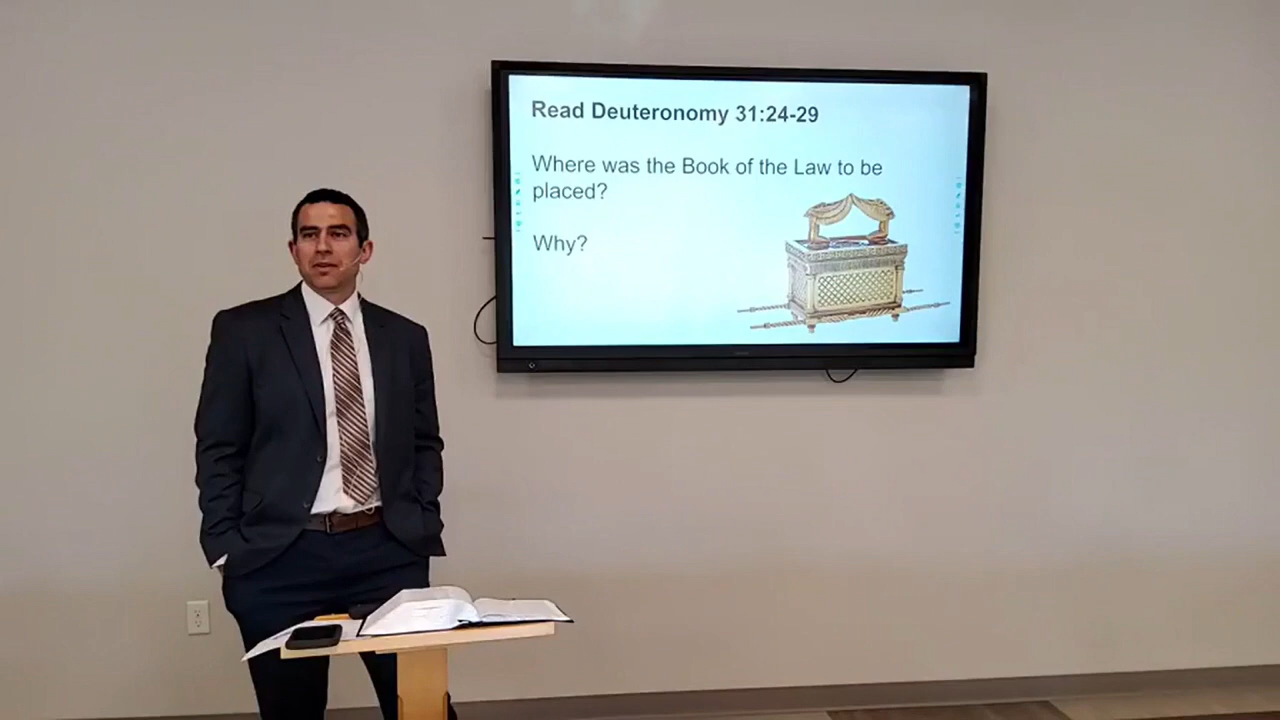 Read Deuteronomy 31:24-29
Where was the Book of the Law to be
placed?
Why?